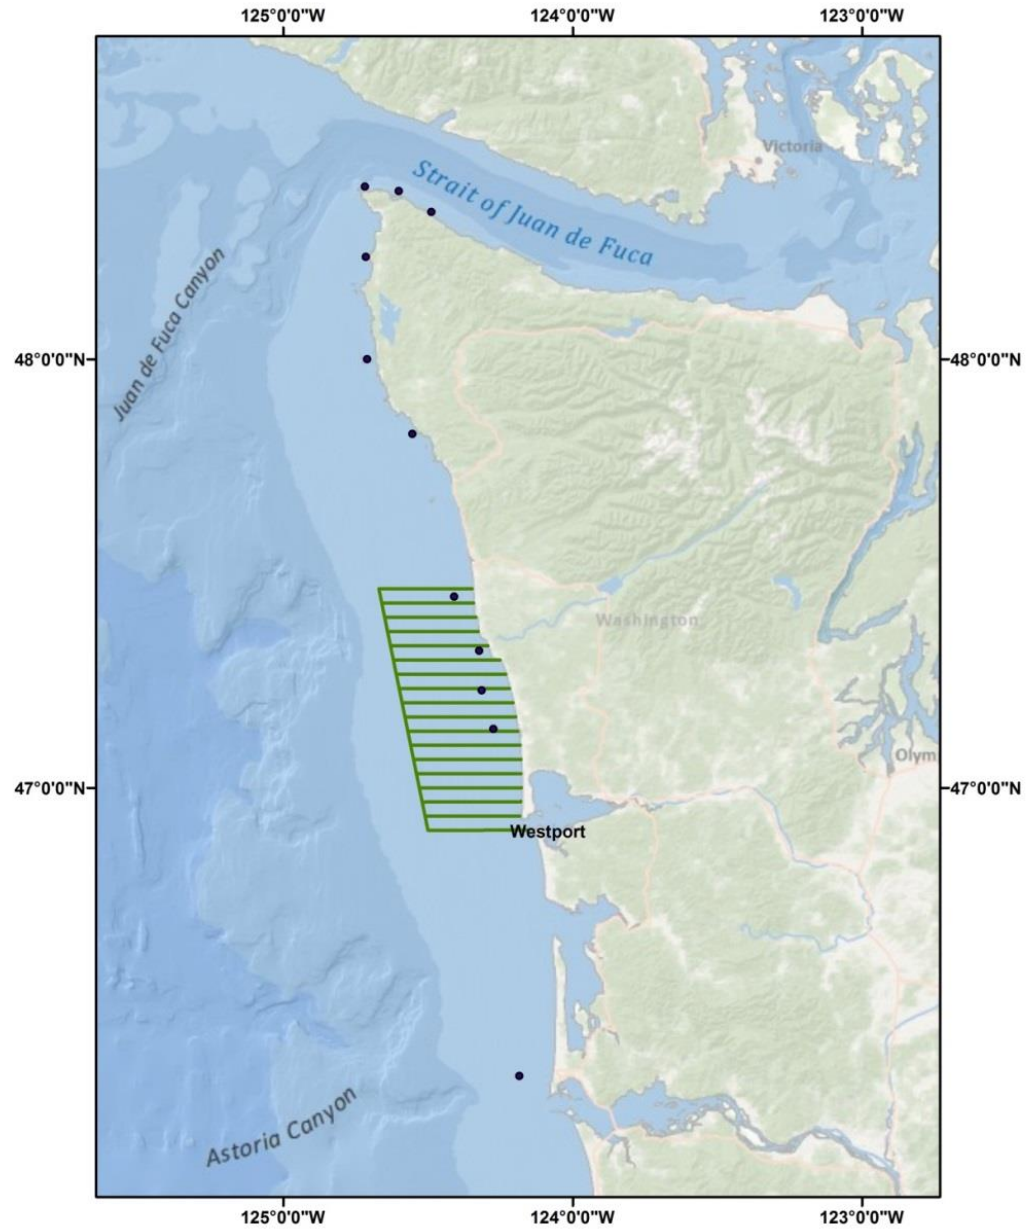 125°0'0"W 124°0'0"W 123°0'0"W
Victoria
Strait of Juan de Fuca
Juan de Fuca Canyon
48°0'0"N 48°0'0"N
Washington
Olym
47°0'0"N 47°0'0"N
Westport
Astoria Canyon
125°0'0"W 124°0'0"W 123°0'0"W